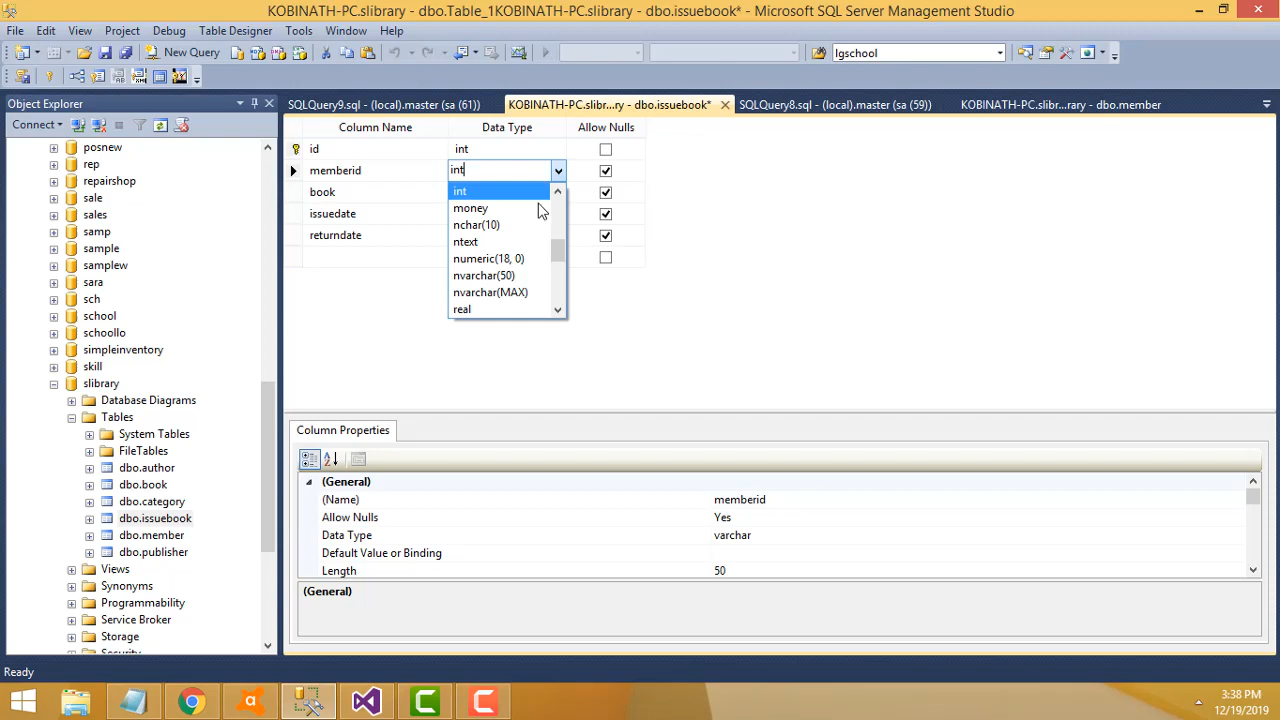 KOBINATH-PC.slibrary - dbo.Table_1KOBINATH-PC.slibrary - dbo.issuebook* - Microsoft SQL Server Management Studio
File Edit View Project Debug Table Designer Tools Window Help
New Query
lgschool
Object Explorer
SQLQuery9.sql - (local).master (sa (61))
KOBINATH-PC.slibr...ry - dbo.issuebook*
SQLQuery8.sql - (local).master (sa (59))
KOBINATH-PC.slibr...rary - dbo.member
Connect
posnew
rep
repairshop
sale
sales
samp
sample
samplew
sara
sch
school
schoollo
simpleinventory
skill
slibrary
Database Diagrams
Tables
System Tables
FileTables
dbo.author
dbo.book
dbo.category
dbo.issuebook
dbo.member
dbo.publisher
Views
Synonyms
Programmability
Service Broker
Storage
Security
Column Name Data Type Allow Nulls
id int
memberid int
book
issuedate
returndate
int
money
nchar(10)
ntext
numeric(18, 0)
nvarchar(50)
nvarchar(MAX)
real
Column Properties
(General)
(Name) memberid
Allow Nulls Yes
Data Type varchar
Default Value or Binding
Length 50
(General)
Ready
3:38 PM
12/19/2019